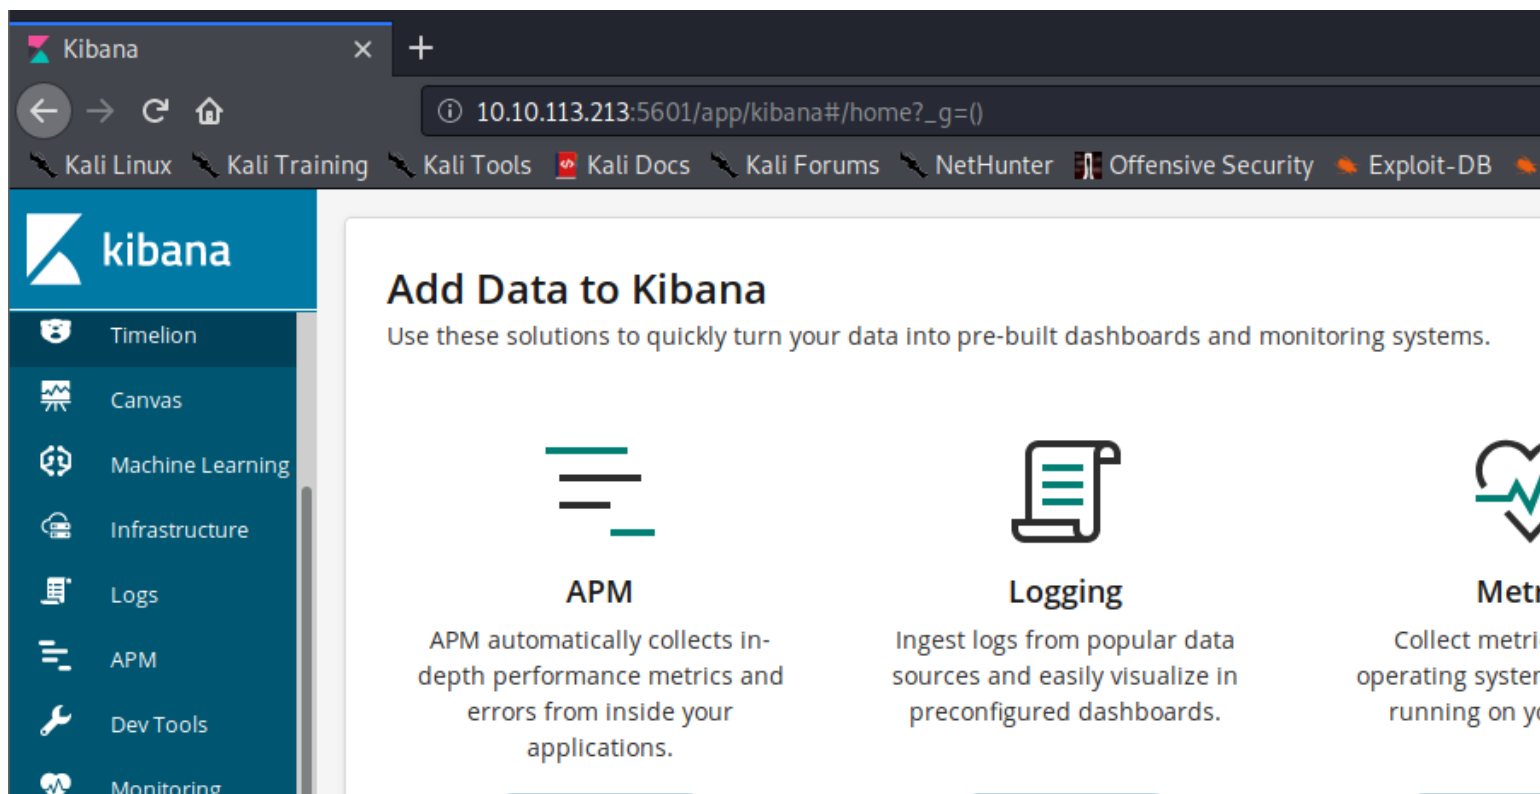 Kibana
10.10.113.213:5601/app/kibana#/home?_g=()
Kali Linux Kali Training Kali Tools Kali Docs Kali Forums NetHunter Offensive Security Exploit-DB
kibana
Timelion
Canvas
Machine Learning
Infrastructure
Logs
APM
Dev Tools
Monitoring
Add Data to Kibana
Use these solutions to quickly turn your data into pre-built dashboards and monitoring systems.
APM
APM automatically collects in-
depth performance metrics and
errors from inside your
applications.
Logging
Ingest logs from popular data
sources and easily visualize in
preconfigured dashboards.
Collect
operating
running on